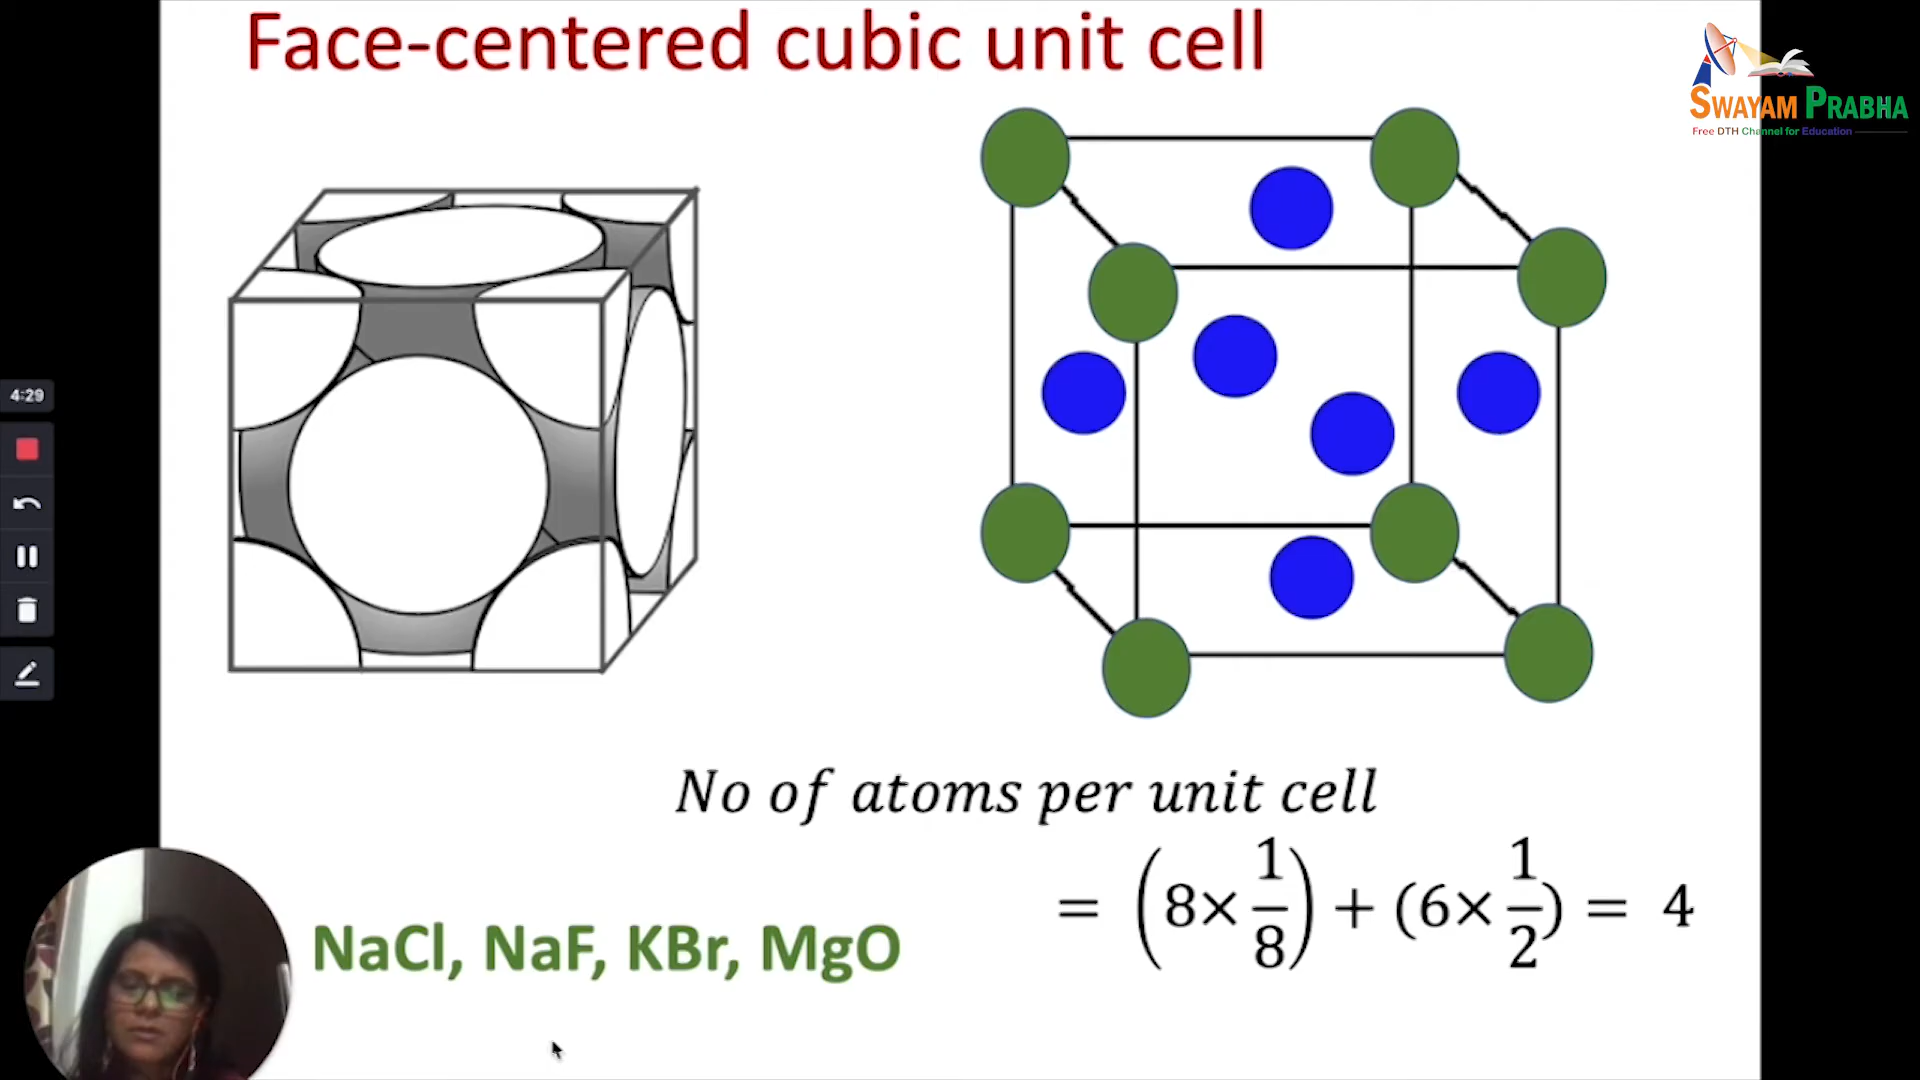 Face-centered cubic unit cell
SWAYAM PRABHA
Free DTH Channel for Education
4:29
No of atoms per unit cell
= (8×1/8) + (6×1/2) = 4
NaCl, NaF, KBr, MgO